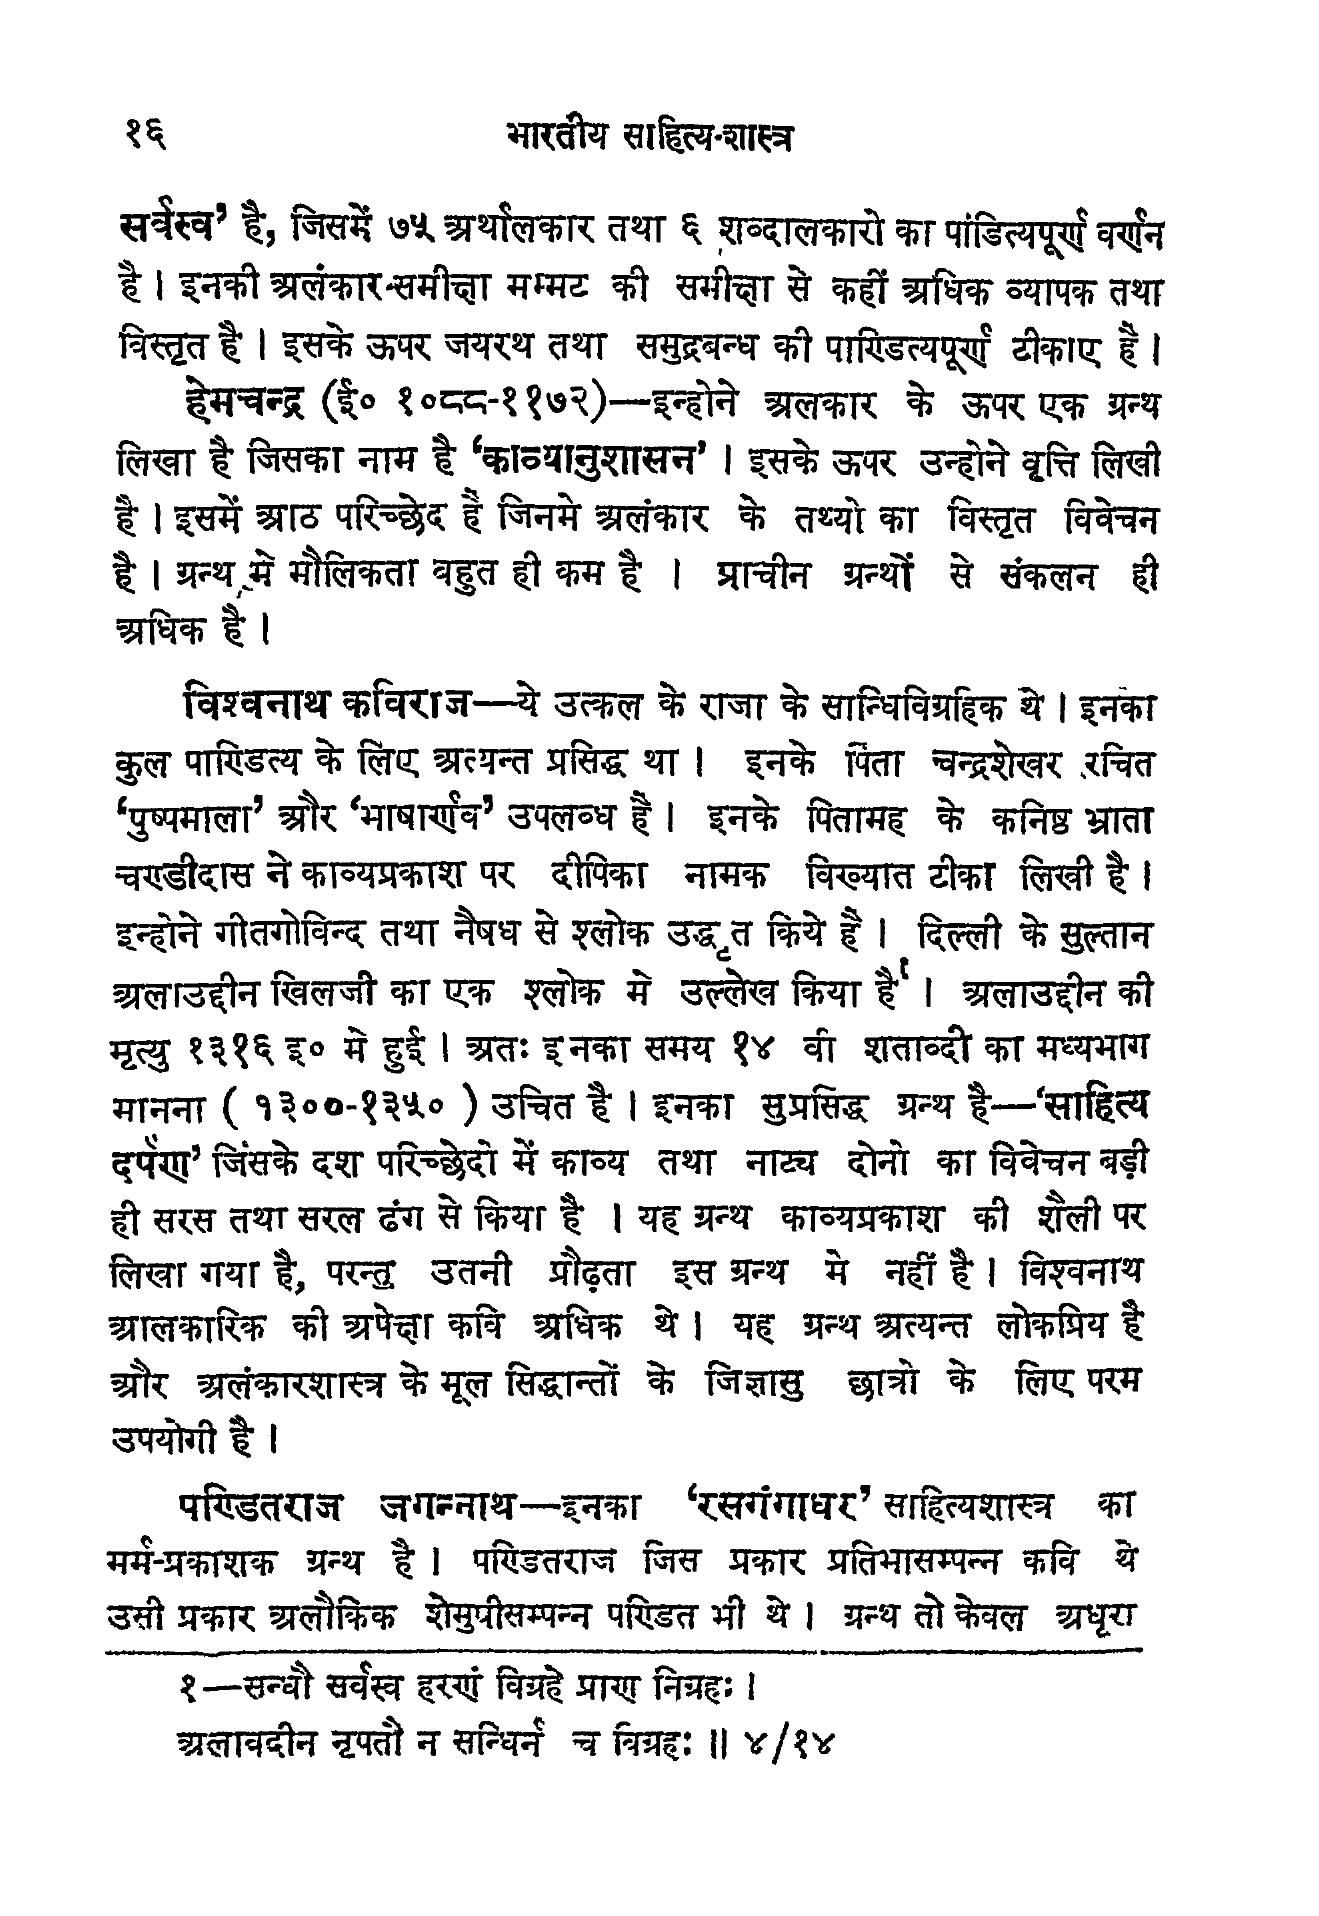 १६ भारतीय साहित्य-शास्त्र
सर्वस्व’ है, जिसमें ७५ अर्थालकार तथा ६ शब्दालकारो का पांडित्यपूर्ण वर्णन
है । इनकी अलंकार-समीक्षा मम्मट की समीक्षा से कहीं अधिक व्यापक तथा
विस्तृत है । इसके ऊपर जयरथ तथा समुद्रबन्ध की पाण्डित्यपूर्ण टीकाए है ।
हेमचन्द्र (ई० १०८८-११७२)—इन्होने अलकार के ऊपर एक ग्रन्थ
लिखा है जिसका नाम है ‘काव्यानुशासन’ । इसके ऊपर उन्होने वृत्ति लिखी
है । इसमें आठ परिच्छेद हैं जिनमे अलंकार के तथ्यो का विस्तृत विवेचन
है । ग्रन्थ मे मौलिकता बहुत ही कम है । प्राचीन ग्रन्थों से संकलन ही
अधिक है ।
विश्वनाथ कविराज—ये उत्कल के राजा के सान्धिविग्रहिक थे । इनका
कुल पाण्डित्य के लिए अत्यन्त प्रसिद्ध था । इनके पिता चन्द्रशेखर रचित
‘पुष्पमाला’ और ‘भाषार्णव’ उपलब्ध हैं । इनके पितामह के कनिष्ठ भ्राता
चण्डीदास ने काव्यप्रकाश पर दीपिका नामक विख्यात टीका लिखी है ।
इन्होने गीतगोविन्द तथा नैषध से श्लोक उद्धृत किये हैं । दिल्ली के सुल्तान
अलाउद्दीन खिलजी का एक श्लोक मे उल्लेख किया है१ । अलाउद्दीन की
मृत्यु १३१६ इ० मे हुई । अतः इनका समय १४ वी शताब्दी का मध्यभाग
मानना ( १३००-१३५० ) उचित है । इनका सुप्रसिद्ध ग्रन्थ है—‘साहित्य
दर्पण’ जिसके दश परिच्छेदो में काव्य तथा नाट्य दोनो का विवेचन बड़ी
ही सरस तथा सरल ढंग से किया है । यह ग्रन्थ काव्यप्रकाश की शैली पर
लिखा गया है, परन्तु उतनी प्रौढ़ता इस ग्रन्थ मे नहीं है । विश्वनाथ
आलकारिक की अपेक्षा कवि अधिक थे । यह ग्रन्थ अत्यन्त लोकप्रिय है
और अलंकारशास्त्र के मूल सिद्धान्तों के जिज्ञासु छात्रो के लिए परम
उपयोगी है ।
पण्डितराज जगन्नाथ—इनका ‘रसगंगाधर’ साहित्यशास्त्र का
मर्म-प्रकाशक ग्रन्थ है । पण्डितराज जिस प्रकार प्रतिभासम्पन्न कवि थे
उसी प्रकार अलौकिक शेमुषीसम्पन्न पण्डित भी थे । ग्रन्थ तो केवल अधूरा
१—सन्धौ सर्वस्व हरणं विग्रहे प्राण निग्रहः ।
अलावदीन नृपतौ न सन्धिर्न च विग्रहः ॥ ४/१४